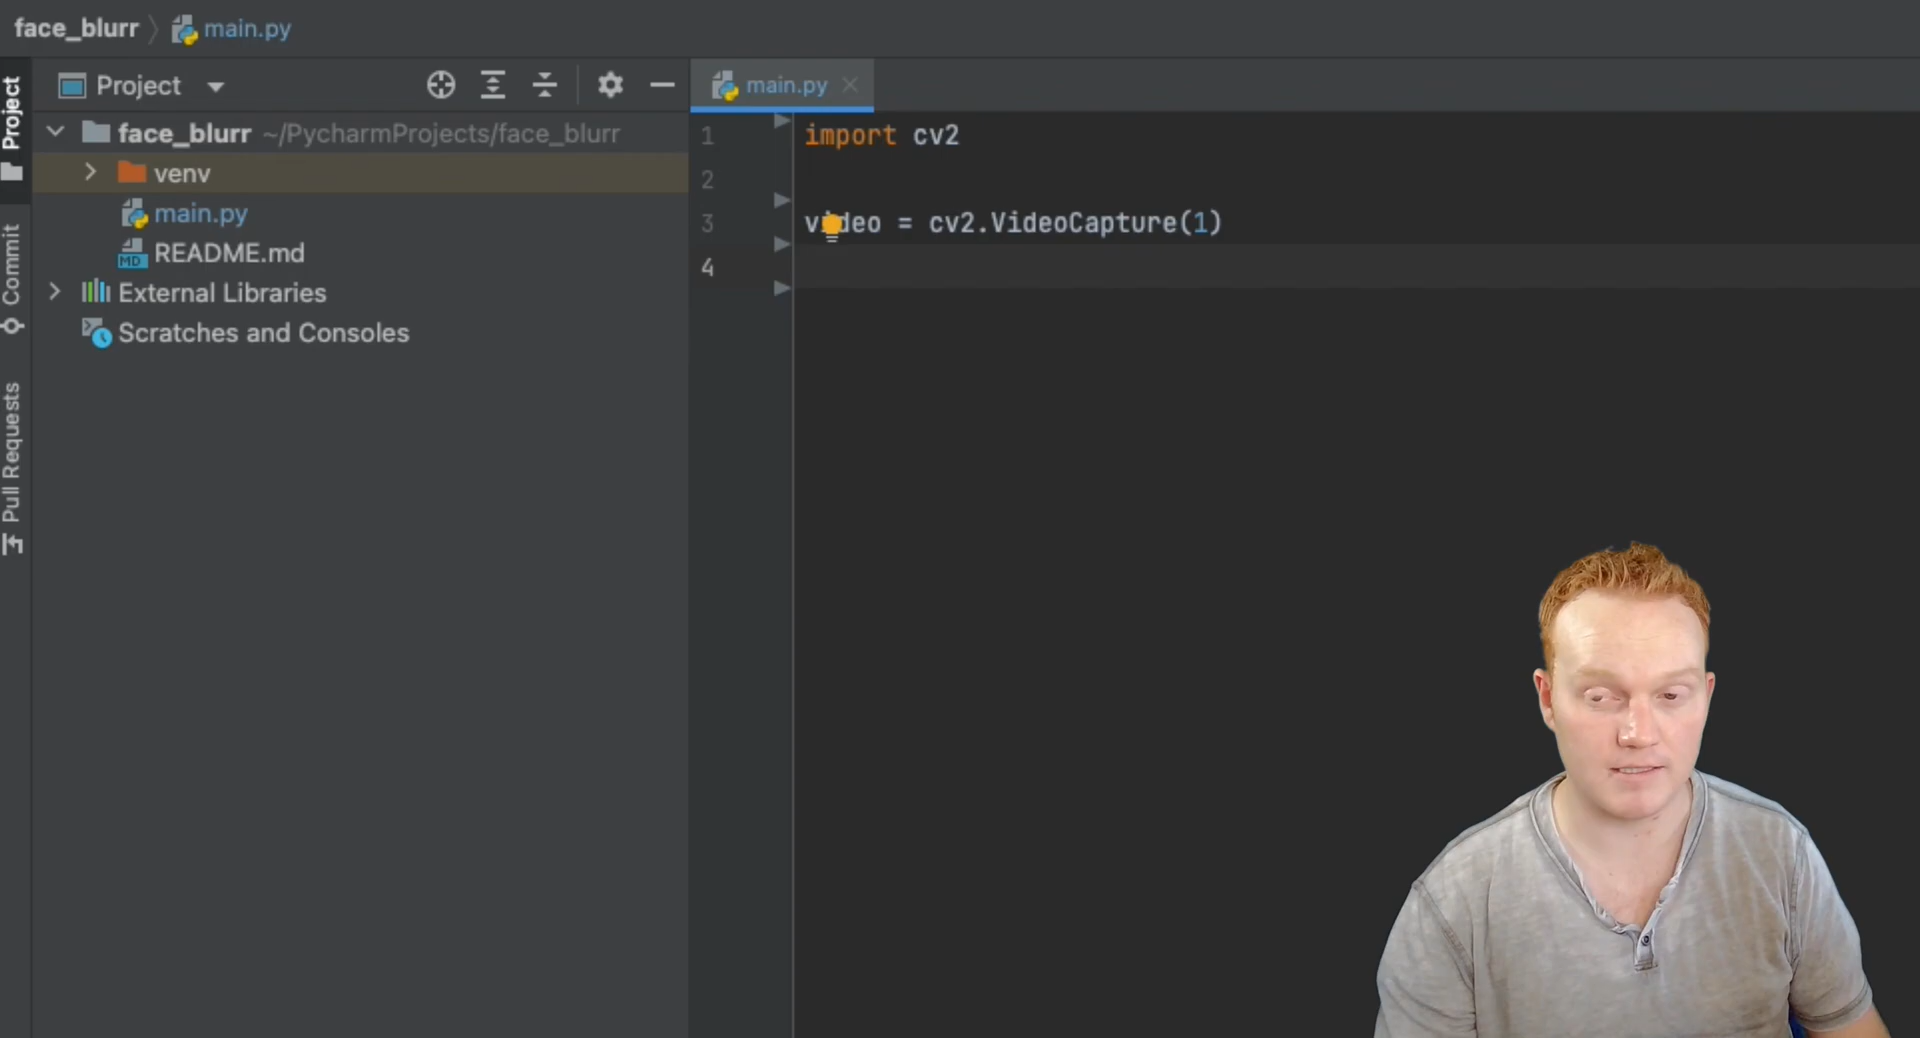 face_blurr main.py
Project
main.py
Project
Commit
Pull Requests
face_blurr ~/PycharmProjects/face_blurr
venv
main.py
MD README.md
External Libraries
Scratches and Consoles
1 import cv2
2
3 video = cv2.VideoCapture(1)
4